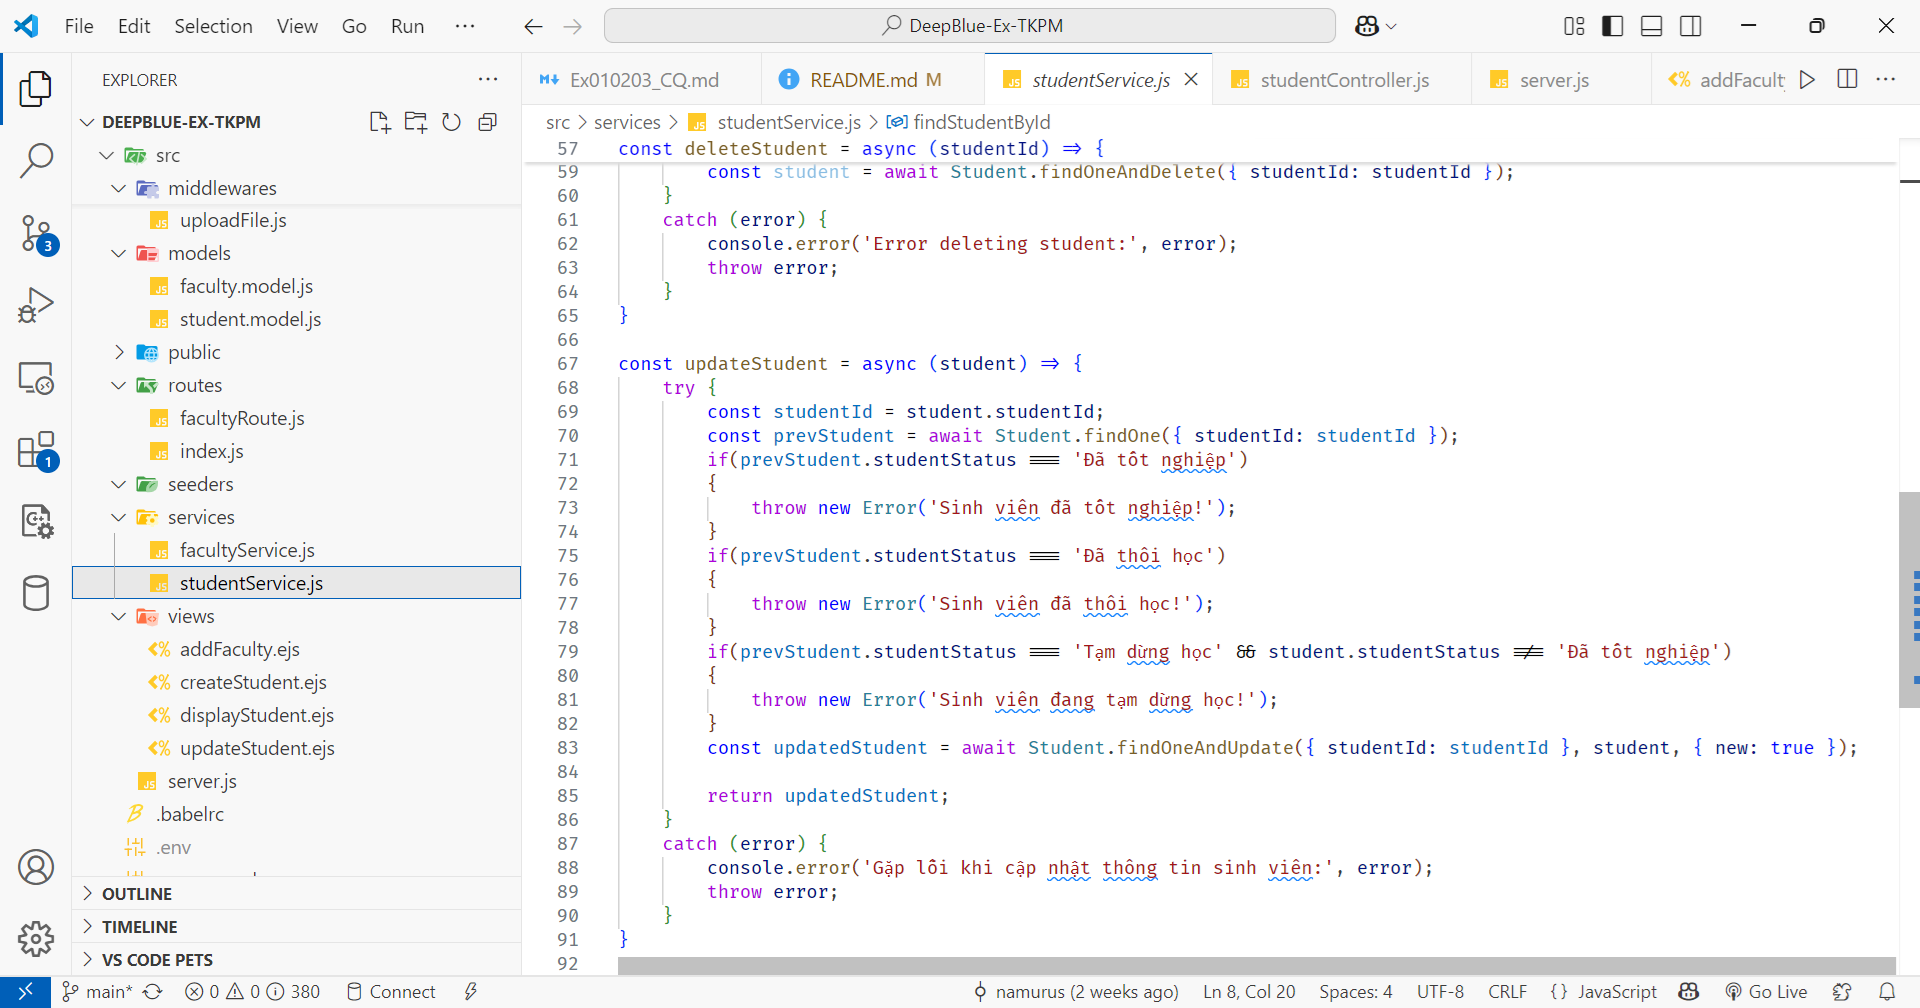 File Edit Selection View Go Run ··· DeepBlue-Ex-TKPM
EXPLORER
DEEPBLUE-EX-TKPM
src
middlewares
uploadFile.js
models
faculty.model.js
student.model.js
public
routes
facultyRoute.js
index.js
seeders
services
facultyService.js
studentService.js
views
addFaculty.ejs
createStudent.ejs
displayStudent.ejs
updateStudent.ejs
server.js
.babelrc
.env
OUTLINE
TIMELINE
VS CODE PETS
3
1
Ex010203_CQ.md README.md M studentService.js studentController.js server.js addFacult
src > services > studentService.js > findStudentById
57 const deleteStudent = async (studentId) => {
59 const student = await Student.findOneAndDelete({ studentId: studentId });
60 }
61 catch (error) {
62 console.error('Error deleting student:', error);
63 throw error;
64 }
65 }
66
67 const updateStudent = async (student) => {
68 try {
69 const studentId = student.studentId;
70 const prevStudent = await Student.findOne({ studentId: studentId });
71 if(prevStudent.studentStatus === 'Đã tốt nghiệp')
72 {
73 throw new Error('Sinh viên đã tốt nghiệp!');
74 }
75 if(prevStudent.studentStatus === 'Đã thôi học')
76 {
77 throw new Error('Sinh viên đã thôi học!');
78 }
79 if(prevStudent.studentStatus === 'Tạm dừng học' && student.studentStatus !== 'Đã tốt nghiệp')
80 {
81 throw new Error('Sinh viên đang tạm dừng học!');
82 }
83 const updatedStudent = await Student.findOneAndUpdate({ studentId: studentId }, student, { new: true });
84
85 return updatedStudent;
86 }
87 catch (error) {
88 console.error('Gặp lỗi khi cập nhật thông tin sinh viên:', error);
89 throw error;
90 }
91 }
92
main* 0 0 380 Connect namurus (2 weeks ago) Ln 8, Col 20 Spaces: 4 UTF-8 CRLF {} JavaScript Go Live